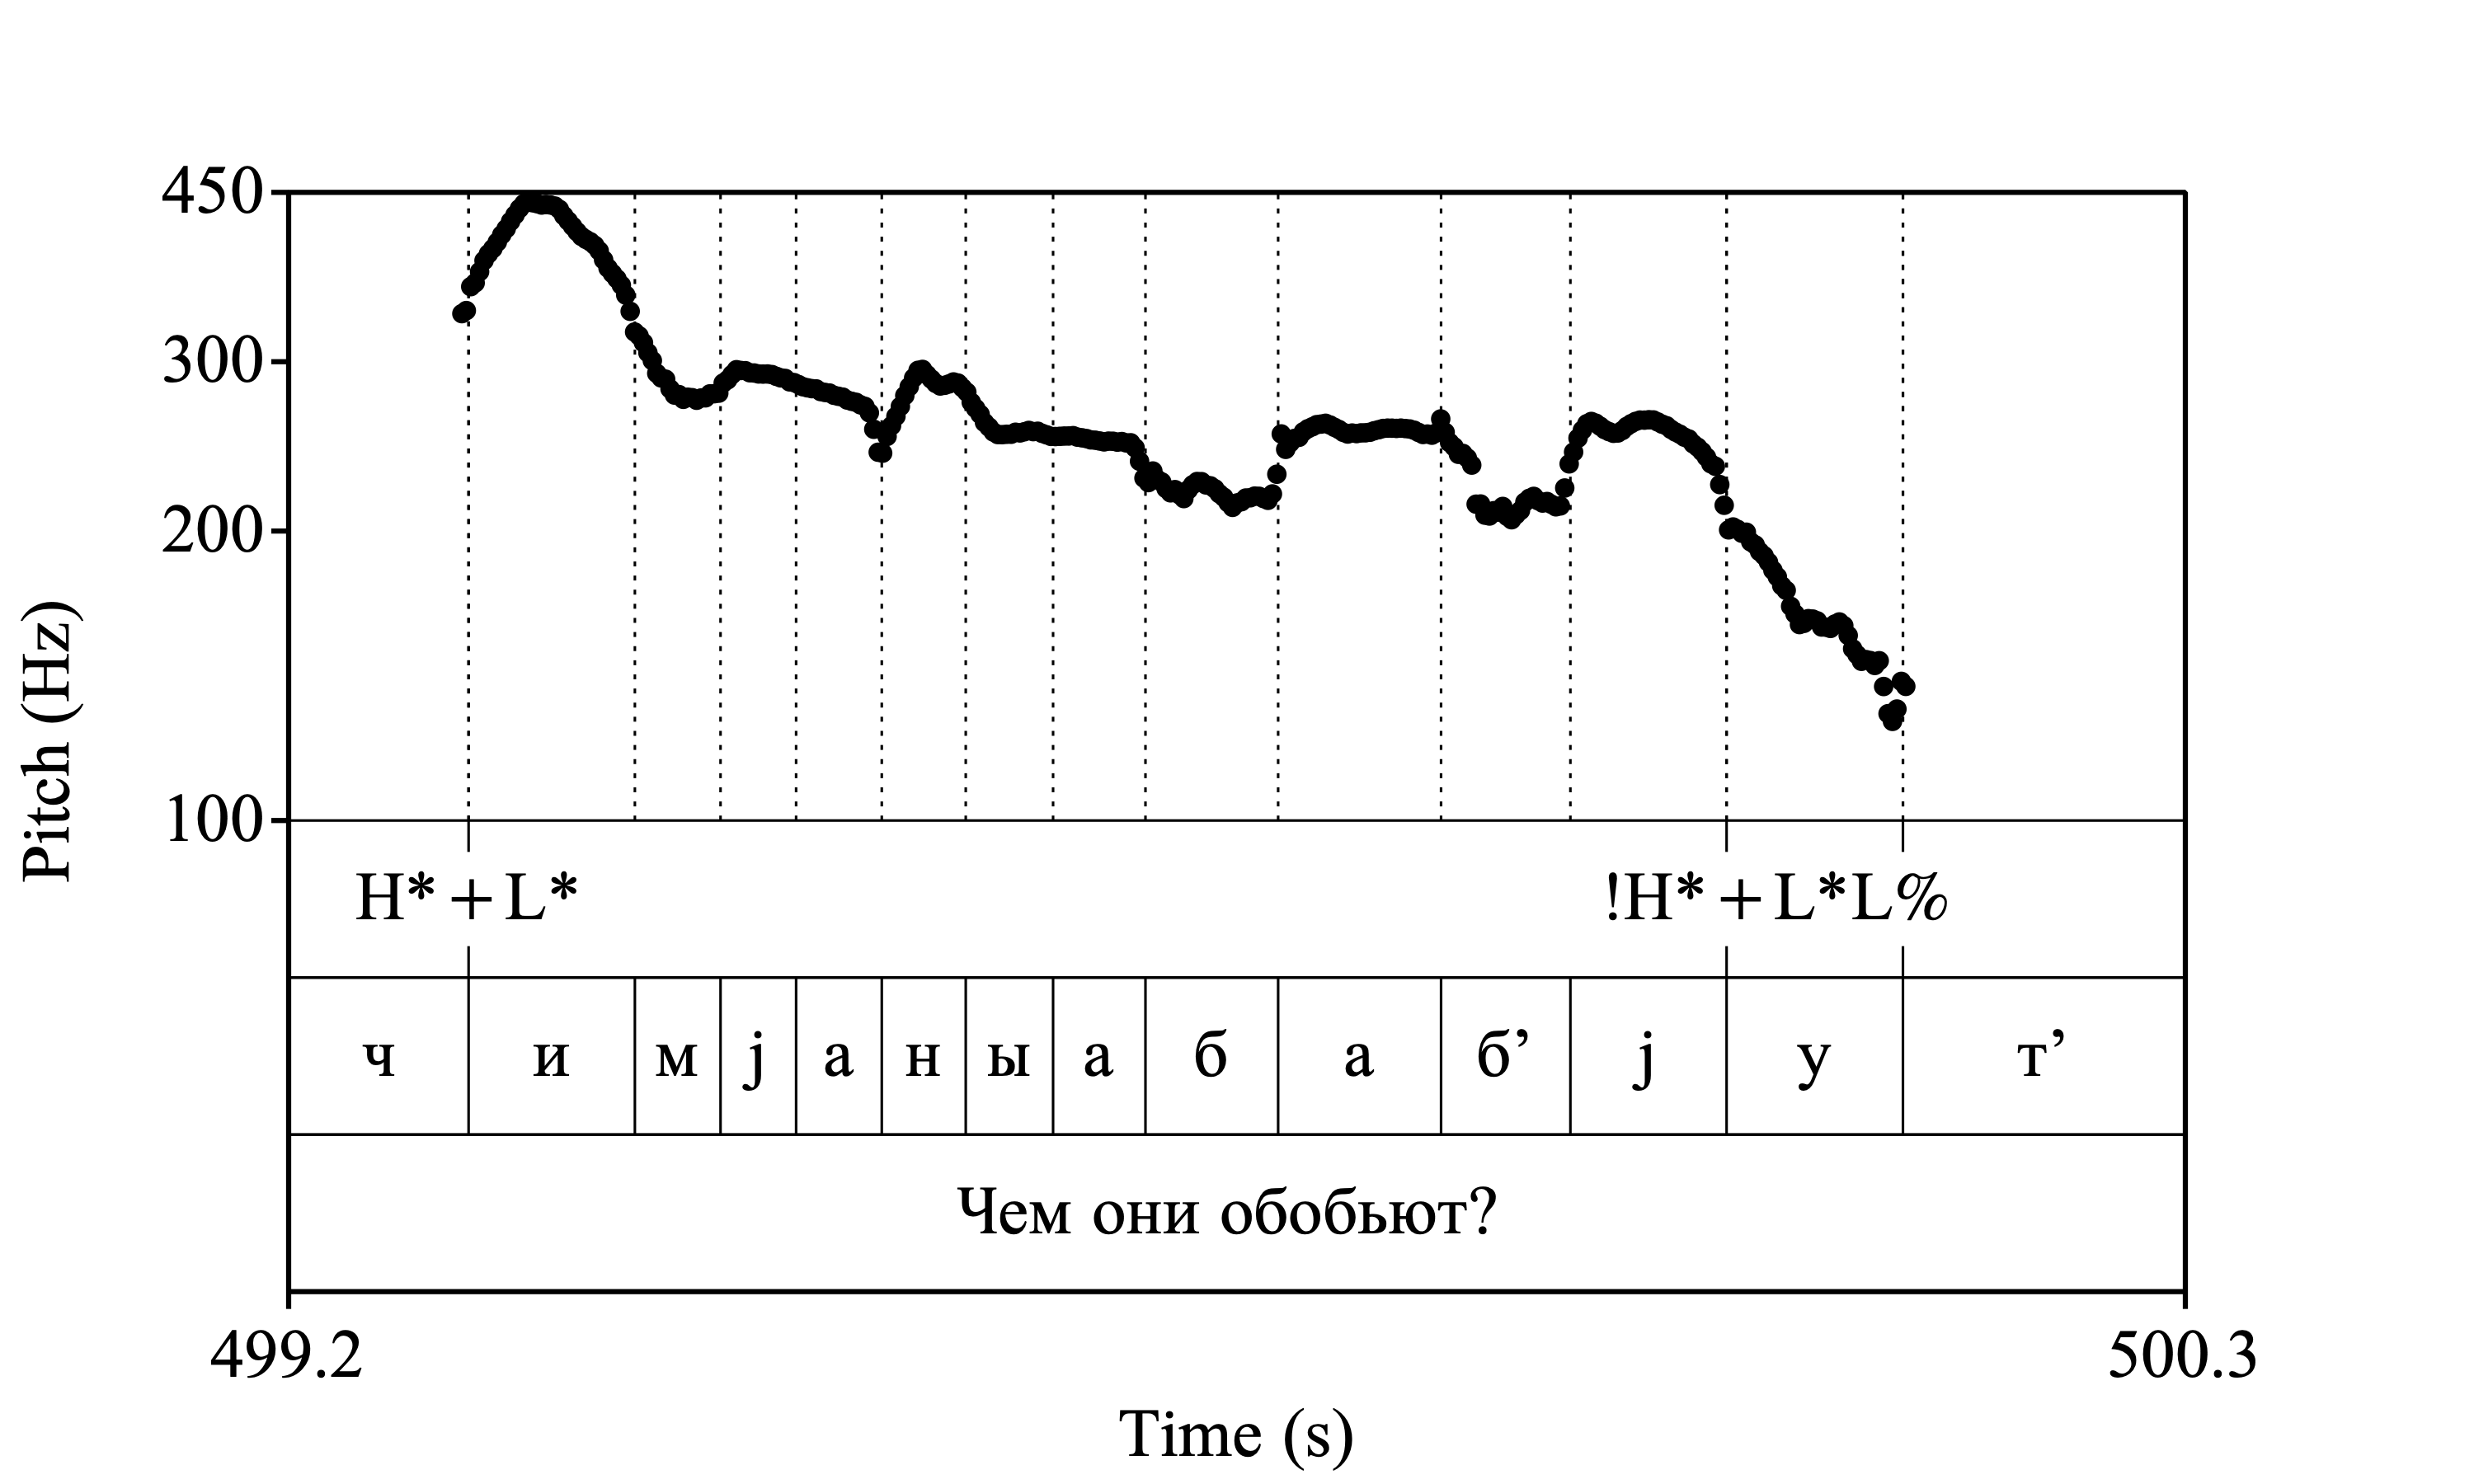 450
300
200
100
Pitch (Hz)
H*+L* !H*+L*L%
ч и м j а н ы а б а б’ j у т’
Чем они обобьют?
499.2 500.3
Time (s)